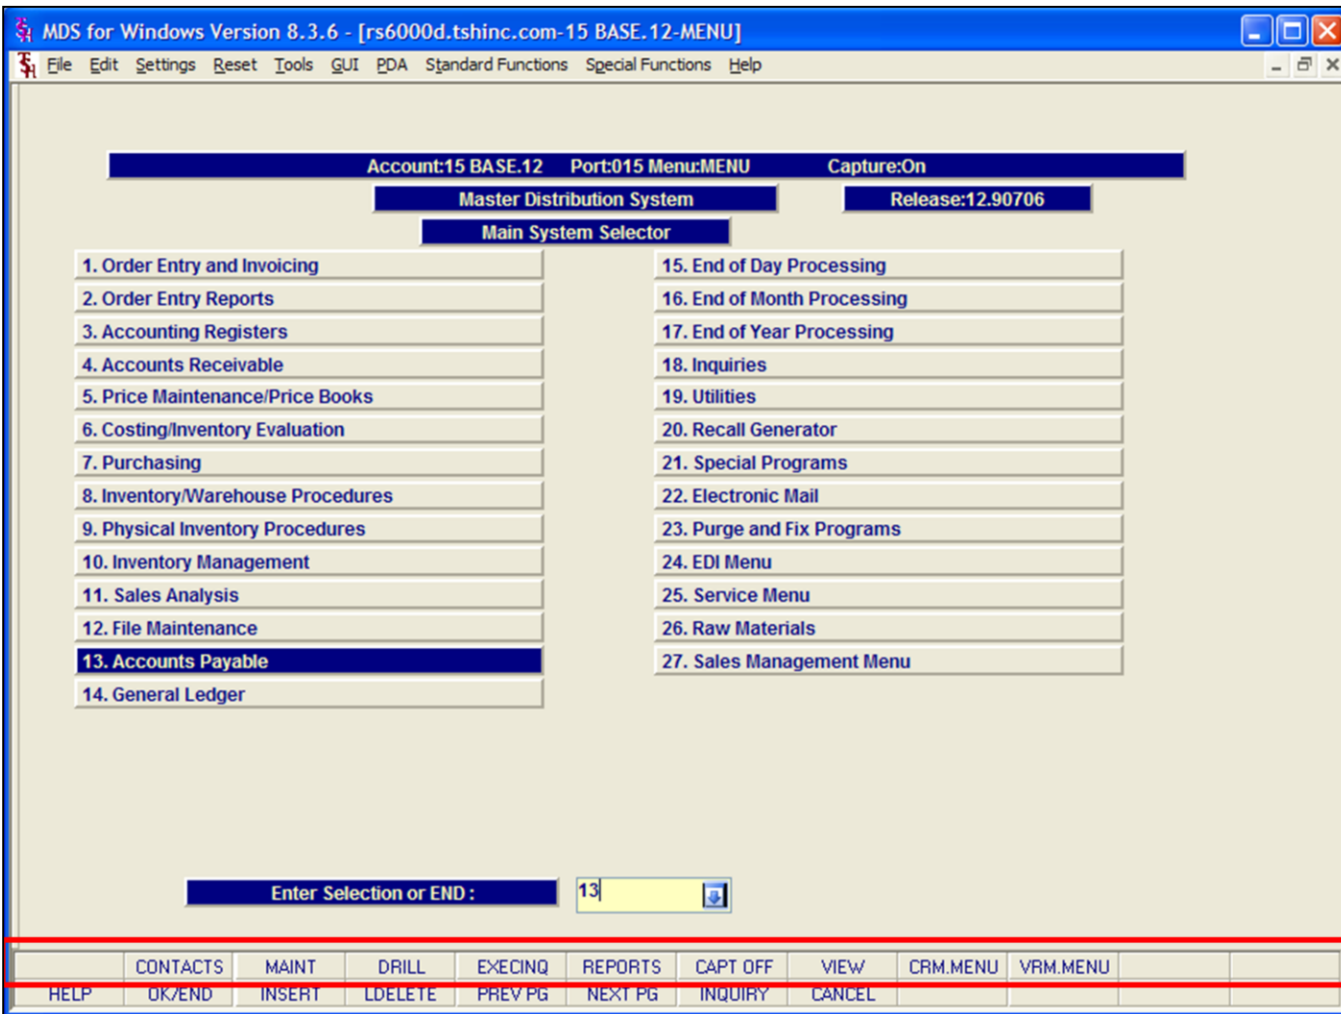 MDS for Windows Version 8.3.6 - [rs6000d.tshinc.com-15 BASE.12-MENU]
File Edit Settings Reset Tools GUI PDA Standard Functions Special Functions Help
Account:15 BASE.12 Port:015 Menu:MENU Capture:On
Master Distribution System Release:12.90706
Main System Selector
1. Order Entry and Invoicing
2. Order Entry Reports
3. Accounting Registers
4. Accounts Receivable
5. Price Maintenance/Price Books
6. Costing/Inventory Evaluation
7. Purchasing
8. Inventory/Warehouse Procedures
9. Physical Inventory Procedures
10. Inventory Management
11. Sales Analysis
12. File Maintenance
13. Accounts Payable
14. General Ledger
15. End of Day Processing
16. End of Month Processing
17. End of Year Processing
18. Inquiries
19. Utilities
20. Recall Generator
21. Special Programs
22. Electronic Mail
23. Purge and Fix Programs
24. EDI Menu
25. Service Menu
26. Raw Materials
27. Sales Management Menu
Enter Selection or END : 13
CONTACTS MAINT DRILL EXECINQ REPORTS CAPT OFF VIEW CRM.MENU VRM.MENU
HELP OK/END INSERT LDELETE PREV PG NEXT PG INQUIRY CANCEL